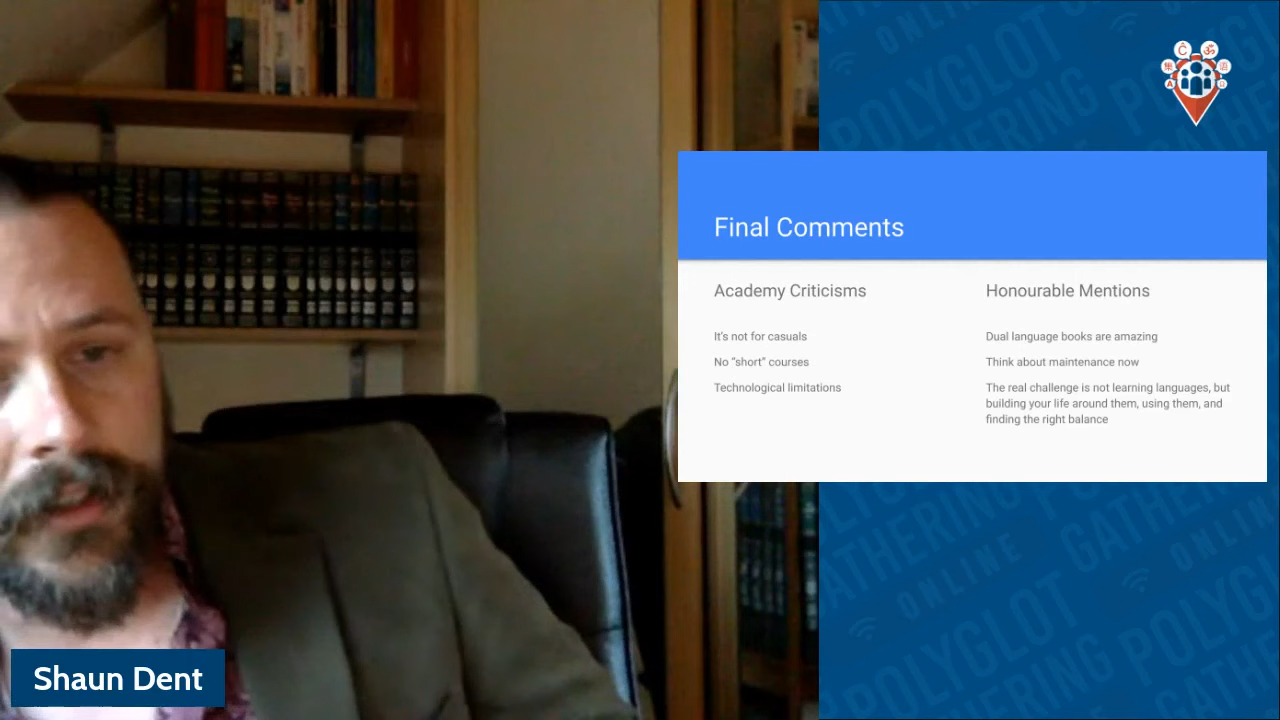 Final Comments
Academy Criticisms
It's not for casuals
No “short” courses
Technological limitations
Honourable Mentions
Dual language books are amazing
Think about maintenance now
The real challenge is not learning languages, but
building your life around them, using them, and
finding the right balance
Shaun Dent
POLYGLOT
GATHERING
ONLINE